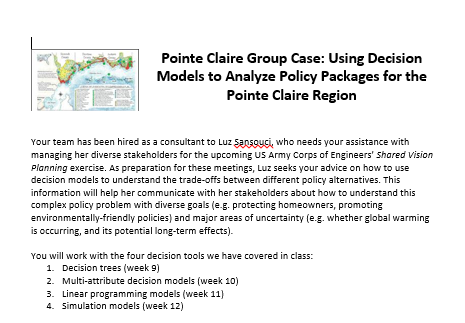 Pointe Claire Group Case: Using Decision
Models to Analyze Policy Packages for the
Pointe Claire Region
Your team has been hired as a consultant to Luz Sansouci, who needs your assistance with
managing her diverse stakeholders for the upcoming US Army Corps of Engineers' Shared Vision
Planning exercise. As preparation for these meetings, Luz seeks your advice on how to use
decision models to understand the trade-offs between different policy alternatives. This
information will help her communicate with her stakeholders about how to understand this
complex policy problem with diverse goals (e.g. protecting homeowners, promoting
environmentally-friendly policies) and major areas of uncertainty (e.g. whether global warming
is occurring, and its potential long-term effects).
You will work with the four decision tools we have covered in class:
1. Decision trees (week 9)
2. Multi-attribute decision models (week 10)
3. Linear programming models (week 11)
4. Simulation models (week 12)